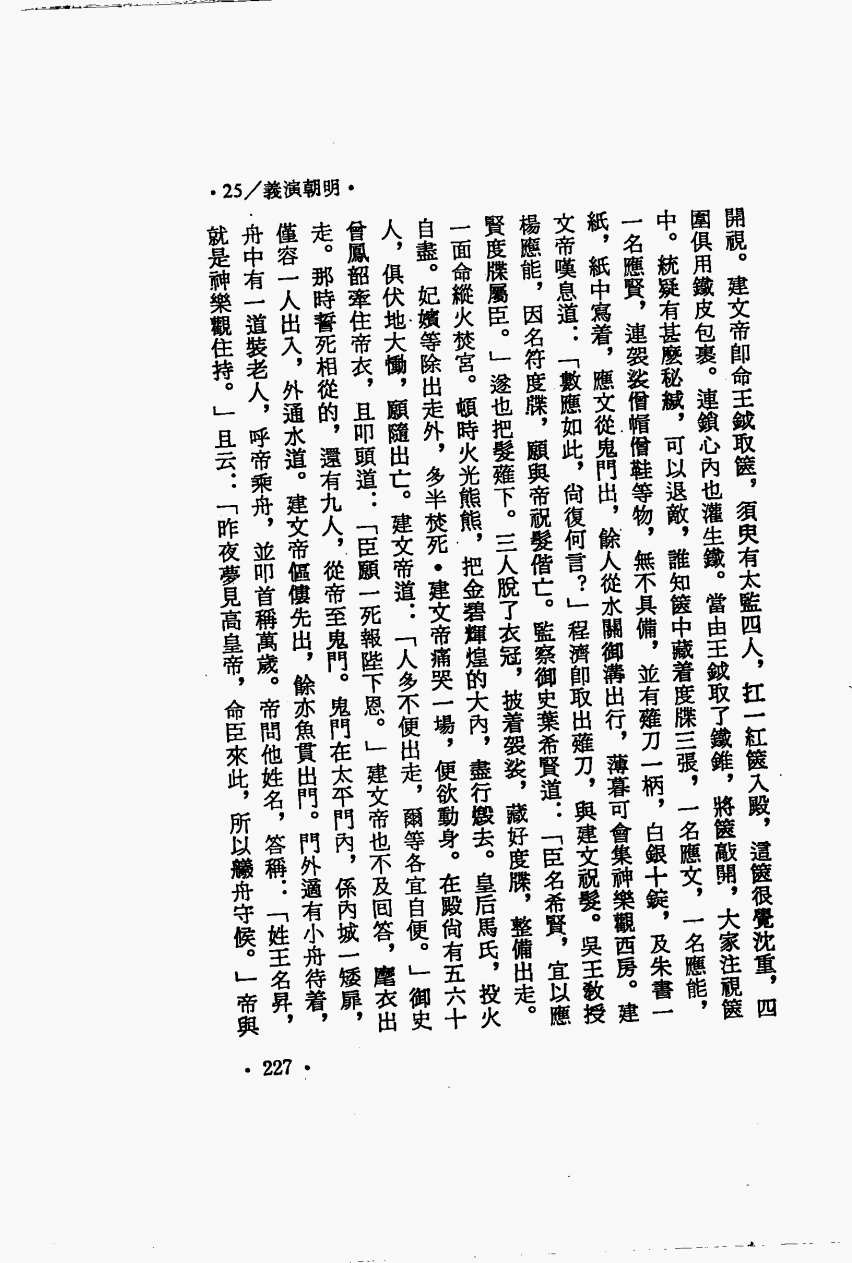 •25/義演朝明•
開視。建文帝卽命王鉞取篋，須臾有太監四人，扛一紅篋入殿，這篋很覺沈重，四
圍俱用鐵皮包裹。連鎖心內也灌生鐵。當由王鉞取了鐵錐，將篋敲開，大家注視篋
中。統疑有甚麼秘緘，可以退敵，誰知篋中藏着度牒三張，一名應文，一名應能，
一名應賢，連袈裟僧帽僧鞋等物，無不具備，並有薙刀一柄，白銀十錠，及朱書一
紙，紙中寫着，應文從鬼門出，餘人從水關御溝出行，薄暮可會集神樂觀西房。建
文帝嘆息道：「數應如此，尙復何言？」程濟卽取出薙刀，與建文祝髮。吳王敎授
楊應能，因名符度牒，願與帝祝髮偕亡。監察御史葉希賢道：「臣名希賢，宜以應
賢度牒屬臣。」遂也把髮薙下。三人脫了衣冠，披着袈裟，藏好度牒，整備出走。
一面命縱火焚宮。頓時火光熊熊，把金碧輝煌的大內，盡行燬去。皇后馬氏，投火
自盡。妃嬪等除出走外，多半焚死•建文帝痛哭一場，便欲動身。在殿尙有五六十
人，俱伏地大慟，願隨出亡。建文帝道：「人多不便出走，爾等各宜自便。」御史
曾鳳韶牽住帝衣，且叩頭道：「臣願一死報陛下恩。」建文帝也不及回答，麾衣出
走。那時誓死相從的，還有九人，從帝至鬼門。鬼門在太平門內，係內城一矮扉，
僅容一人出入，外通水道。建文帝傴僂先出，餘亦魚貫出門。門外適有小舟待着，
舟中有一道裝老人，呼帝乘舟，並叩首稱萬歲。帝問他姓名，答稱：「姓王名昇，
就是神樂觀住持。」且云：「昨夜夢見高皇帝，命臣來此，所以艤舟守候。」帝與
•227•